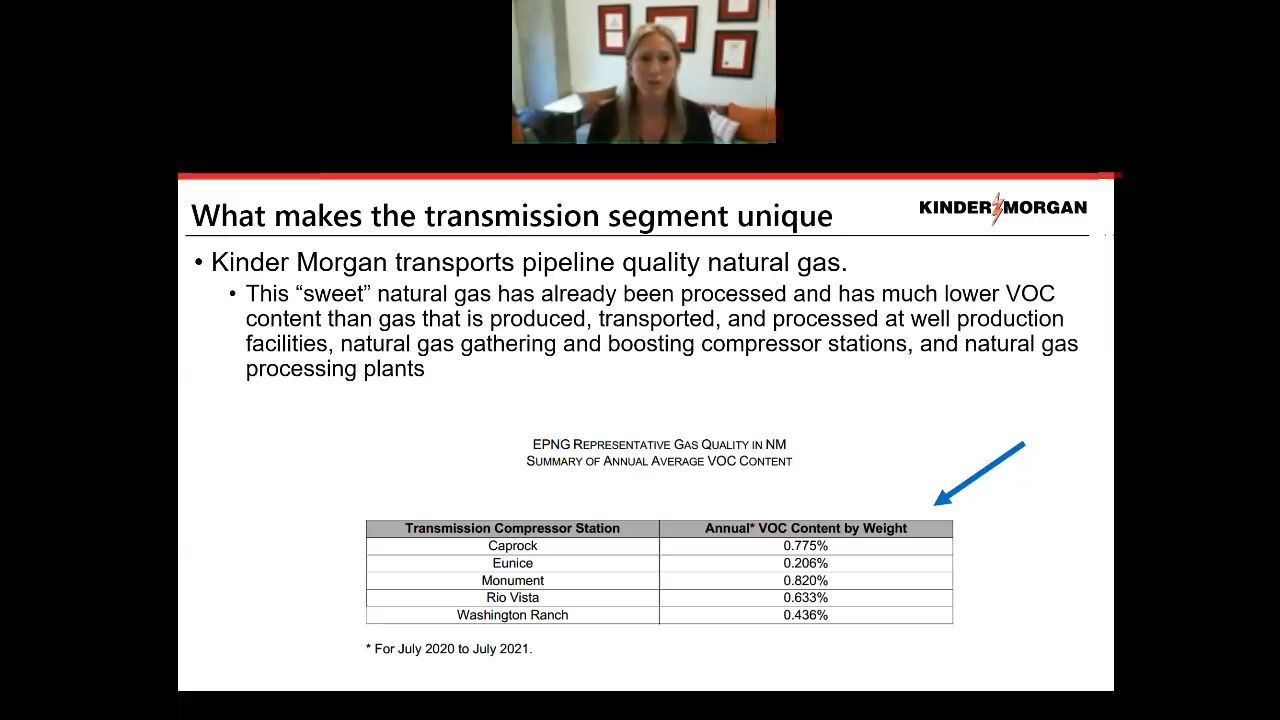 What makes the transmission segment unique
KINDER MORGAN
• Kinder Morgan transports pipeline quality natural gas.
• This “sweet” natural gas has already been processed and has much lower VOC
content than gas that is produced, transported, and processed at well production
facilities, natural gas gathering and boosting compressor stations, and natural gas
processing plants
EPNG REPRESENTATIVE GAS QUALITY IN NM
SUMMARY OF ANNUAL AVERAGE VOC CONTENT
Transmission Compressor Station Annual* VOC Content by Weight
Caprock 0.775%
Eunice 0.206%
Monument 0.820%
Rio Vista 0.633%
Washington Ranch 0.436%
* For July 2020 to July 2021.